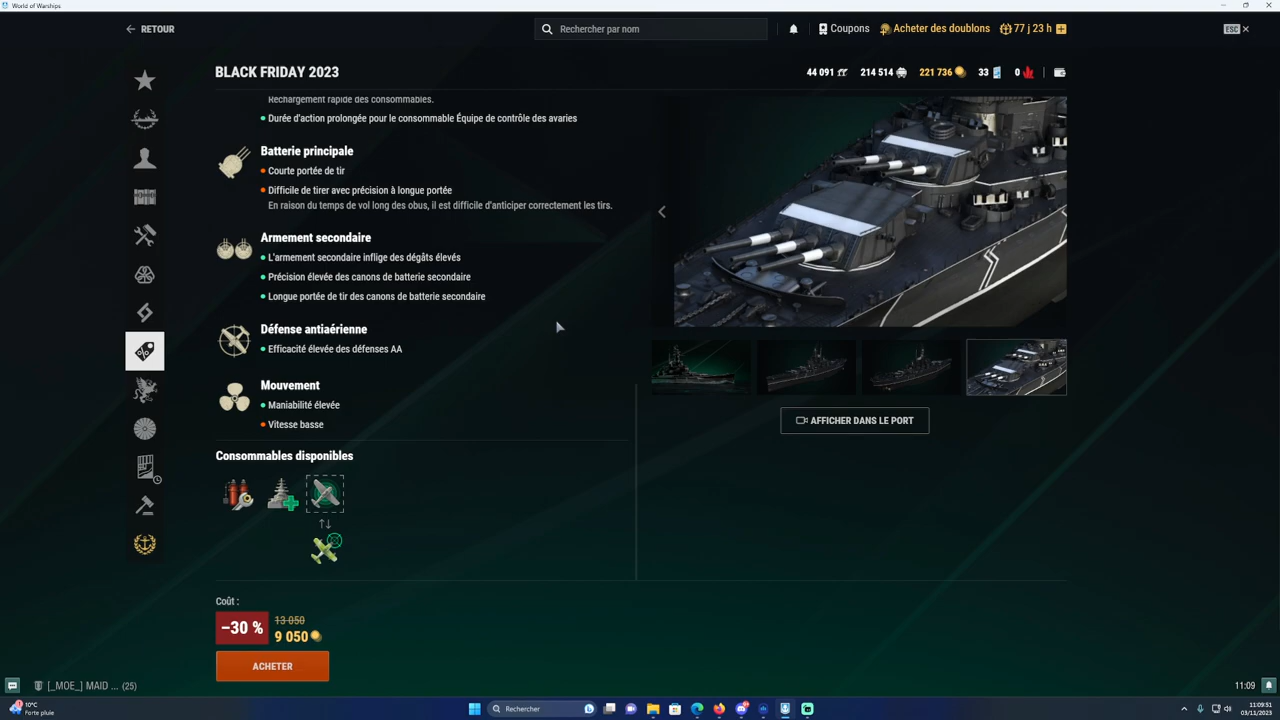 World of Warships
RETOUR
Rechercher par nom
Coupons
Acheter des doublons
77 j 23 h
ESC
BLACK FRIDAY 2023
44 091
214 514
221 736
33
0
Rechargement rapide des consommables.
Durée d'action prolongée pour le consommable Équipe de contrôle des avaries
Batterie principale
Courte portée de tir
Difficile de tirer avec précision à longue portée
En raison du temps de vol long des obus, il est difficile d'anticiper correctement les tirs.
Armement secondaire
L'armement secondaire inflige des dégâts élevés
Précision élevée des canons de batterie secondaire
Longue portée de tir des canons de batterie secondaire
Défense antiaérienne
Efficacité élevée des défenses AA
Mouvement
Maniabilité élevée
Vitesse basse
AFFICHER DANS LE PORT
Consommables disponibles
Coût :
−30 %
13 050
9 050
ACHETER
[_MOE_] MAID ... (25)
11:09
10°C
Forte pluie
Rechercher
11:09:51
03/11/2023